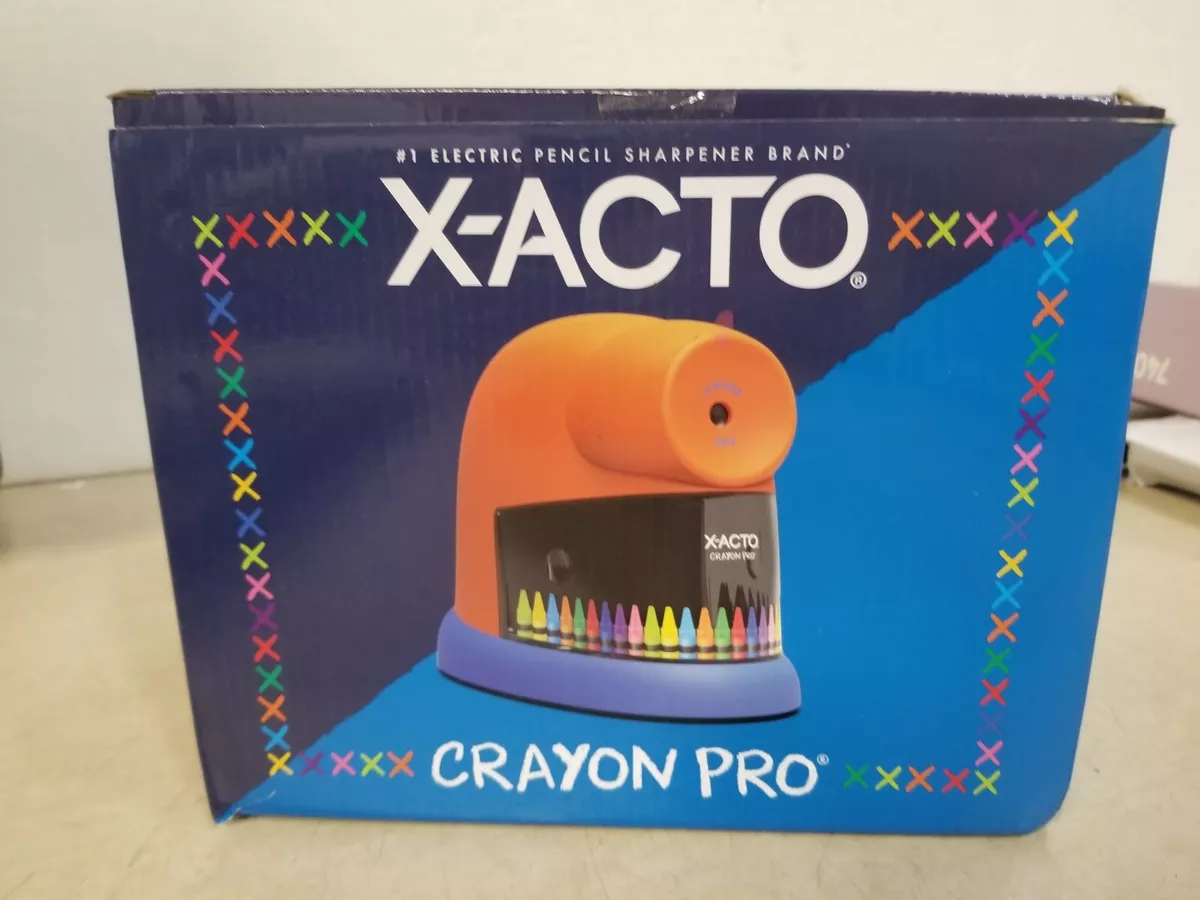 #1 ELECTRIC PENCIL SHARPENER BRAND*
X-ACTO®
X-ACTO
CRAYON PRO
CRAYON PRO®